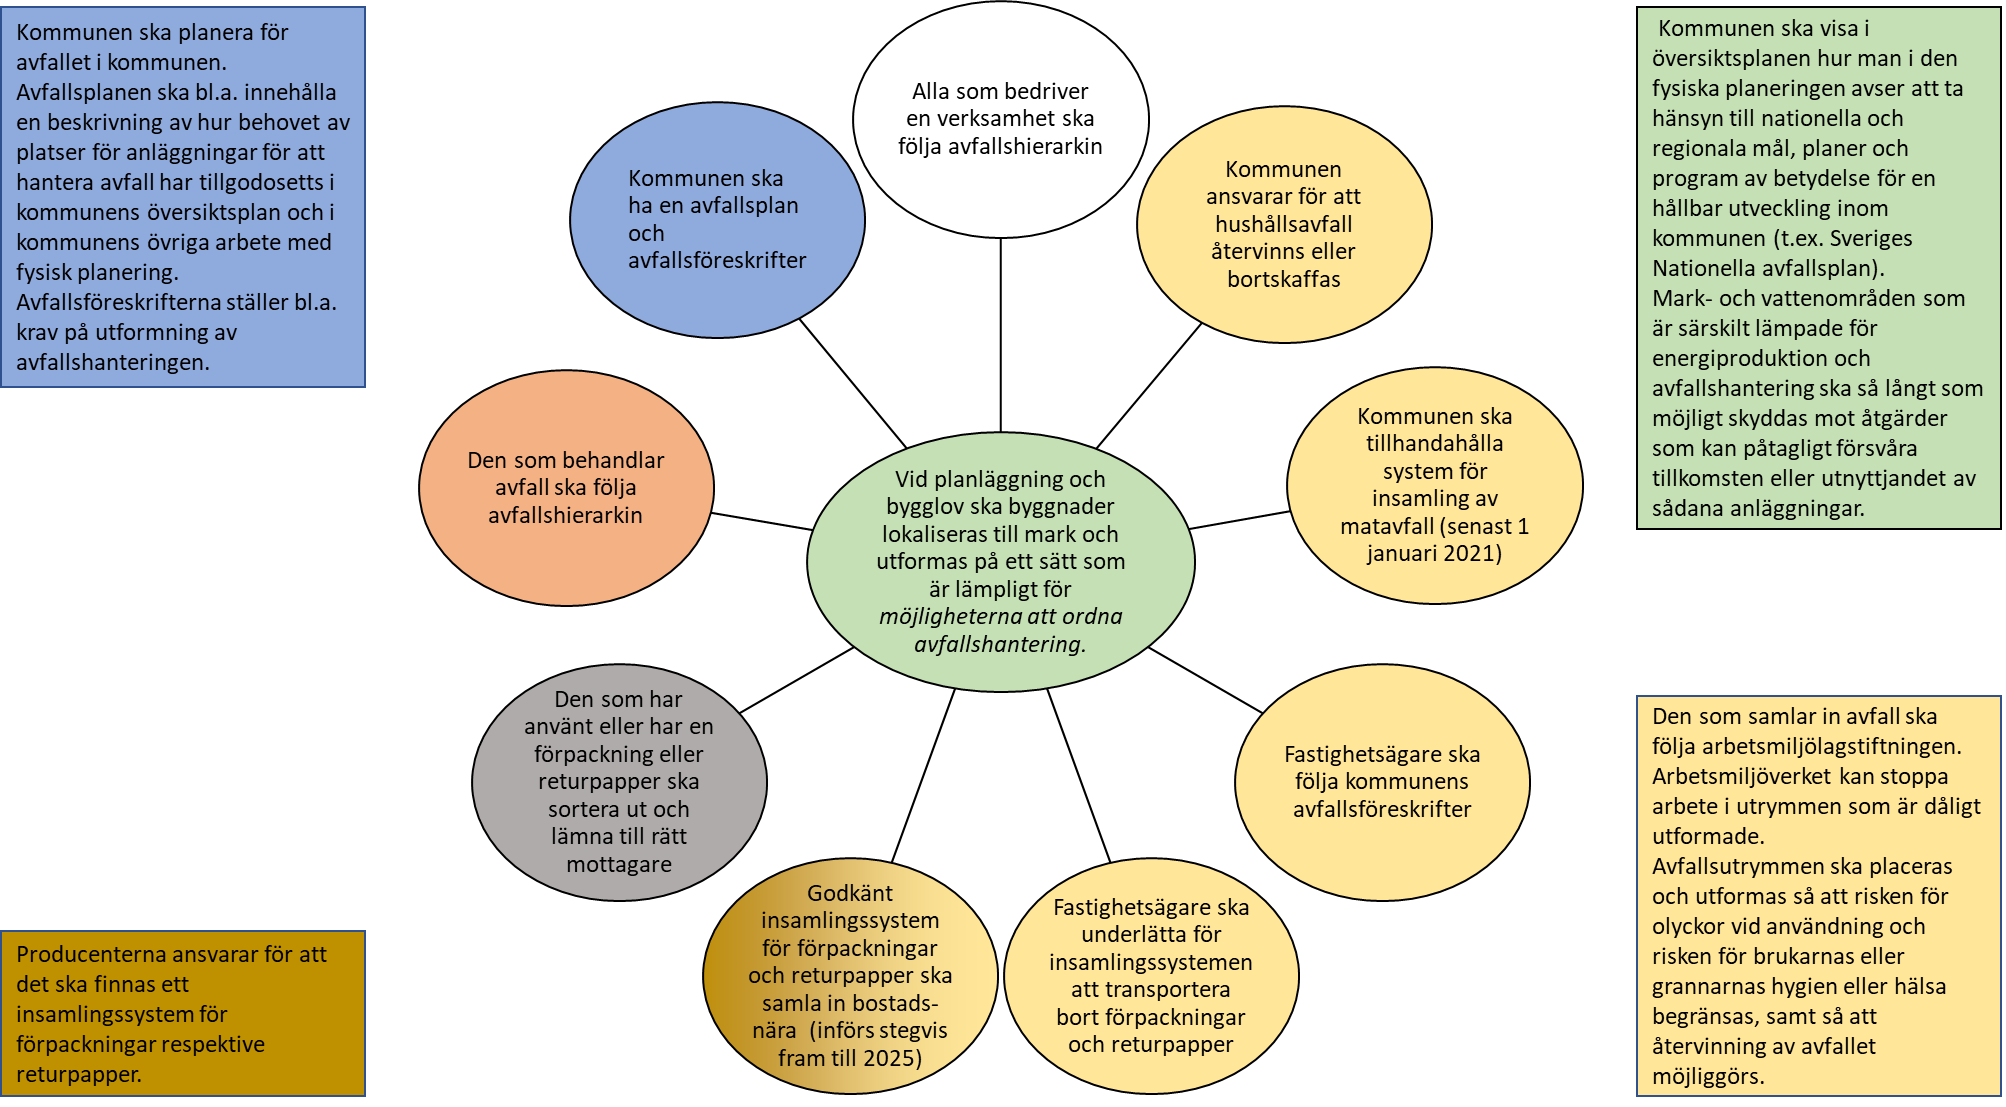 Kommunen ska planera för
avfallet i kommunen.
Avfallsplanen ska bl.a. innehålla
en beskrivning av hur behovet av
platser för anläggningar för att
hantera avfall har tillgodosetts i
kommunens översiktsplan och i
kommunens övriga arbete med
fysisk planering.
Avfallsföreskrifterna ställer bl.a.
krav på utformning av
avfallshanteringen.
Kommunen ska
ha en avfallsplan
och
avfallsföreskrifter
Alla som bedriver
en verksamhet ska
följa avfallshierarkin
Kommunen
ansvarar för att
hushållsavfall
återvinns eller
bortskaffas
Kommunen ska visa i
översiktsplanen hur man i den
fysiska planeringen avser att ta
hänsyn till nationella och
regionala mål, planer och
program av betydelse för en
hållbar utveckling inom
kommunen (t.ex. Sveriges
Nationella avfallsplan).
Mark- och vattenområden som
är särskilt lämpade för
energiproduktion och
avfallshantering ska så långt som
möjligt skyddas mot åtgärder
som kan påtagligt försvåra
tillkomsten eller utnyttjandet av
sådana anläggningar.
Den som behandlar
avfall ska följa
avfallshierarkin
Vid planläggning och
bygglov ska byggnader
lokaliseras till mark och
utformas på ett sätt som
är lämpligt för
möjligheterna att ordna
avfallshantering.
Kommunen ska
tillhandahålla
system för
insamling av
matavfall (senast 1
januari 2021)
Den som har
använt eller har en
förpackning eller
returpapper ska
sortera ut och
lämna till rätt
mottagare
Fastighetsägare ska
följa kommunens
avfallsföreskrifter
Den som samlar in avfall ska
följa arbetsmiljölagstiftningen.
Arbetsmiljöverket kan stoppa
arbete i utrymmen som är dåligt
utformade.
Avfallsutrymmen ska placeras
och utformas så att risken för
olyckor vid användning och
risken för brukarnas eller
grannarnas hygien eller hälsa
begränsas, samt så att
återvinning av avfallet
möjliggörs.
Producenterna ansvarar för att
det ska finnas ett
insamlingssystem för
förpackningar respektive
returpapper.
Godkänt
insamlingssystem
för förpackningar
och returpapper ska
samla in bostads-
nära (införs stegvis
fram till 2025)
Fastighetsägare ska
underlätta för
insamlingssystemen
att transportera
bort förpackningar
och returpapper